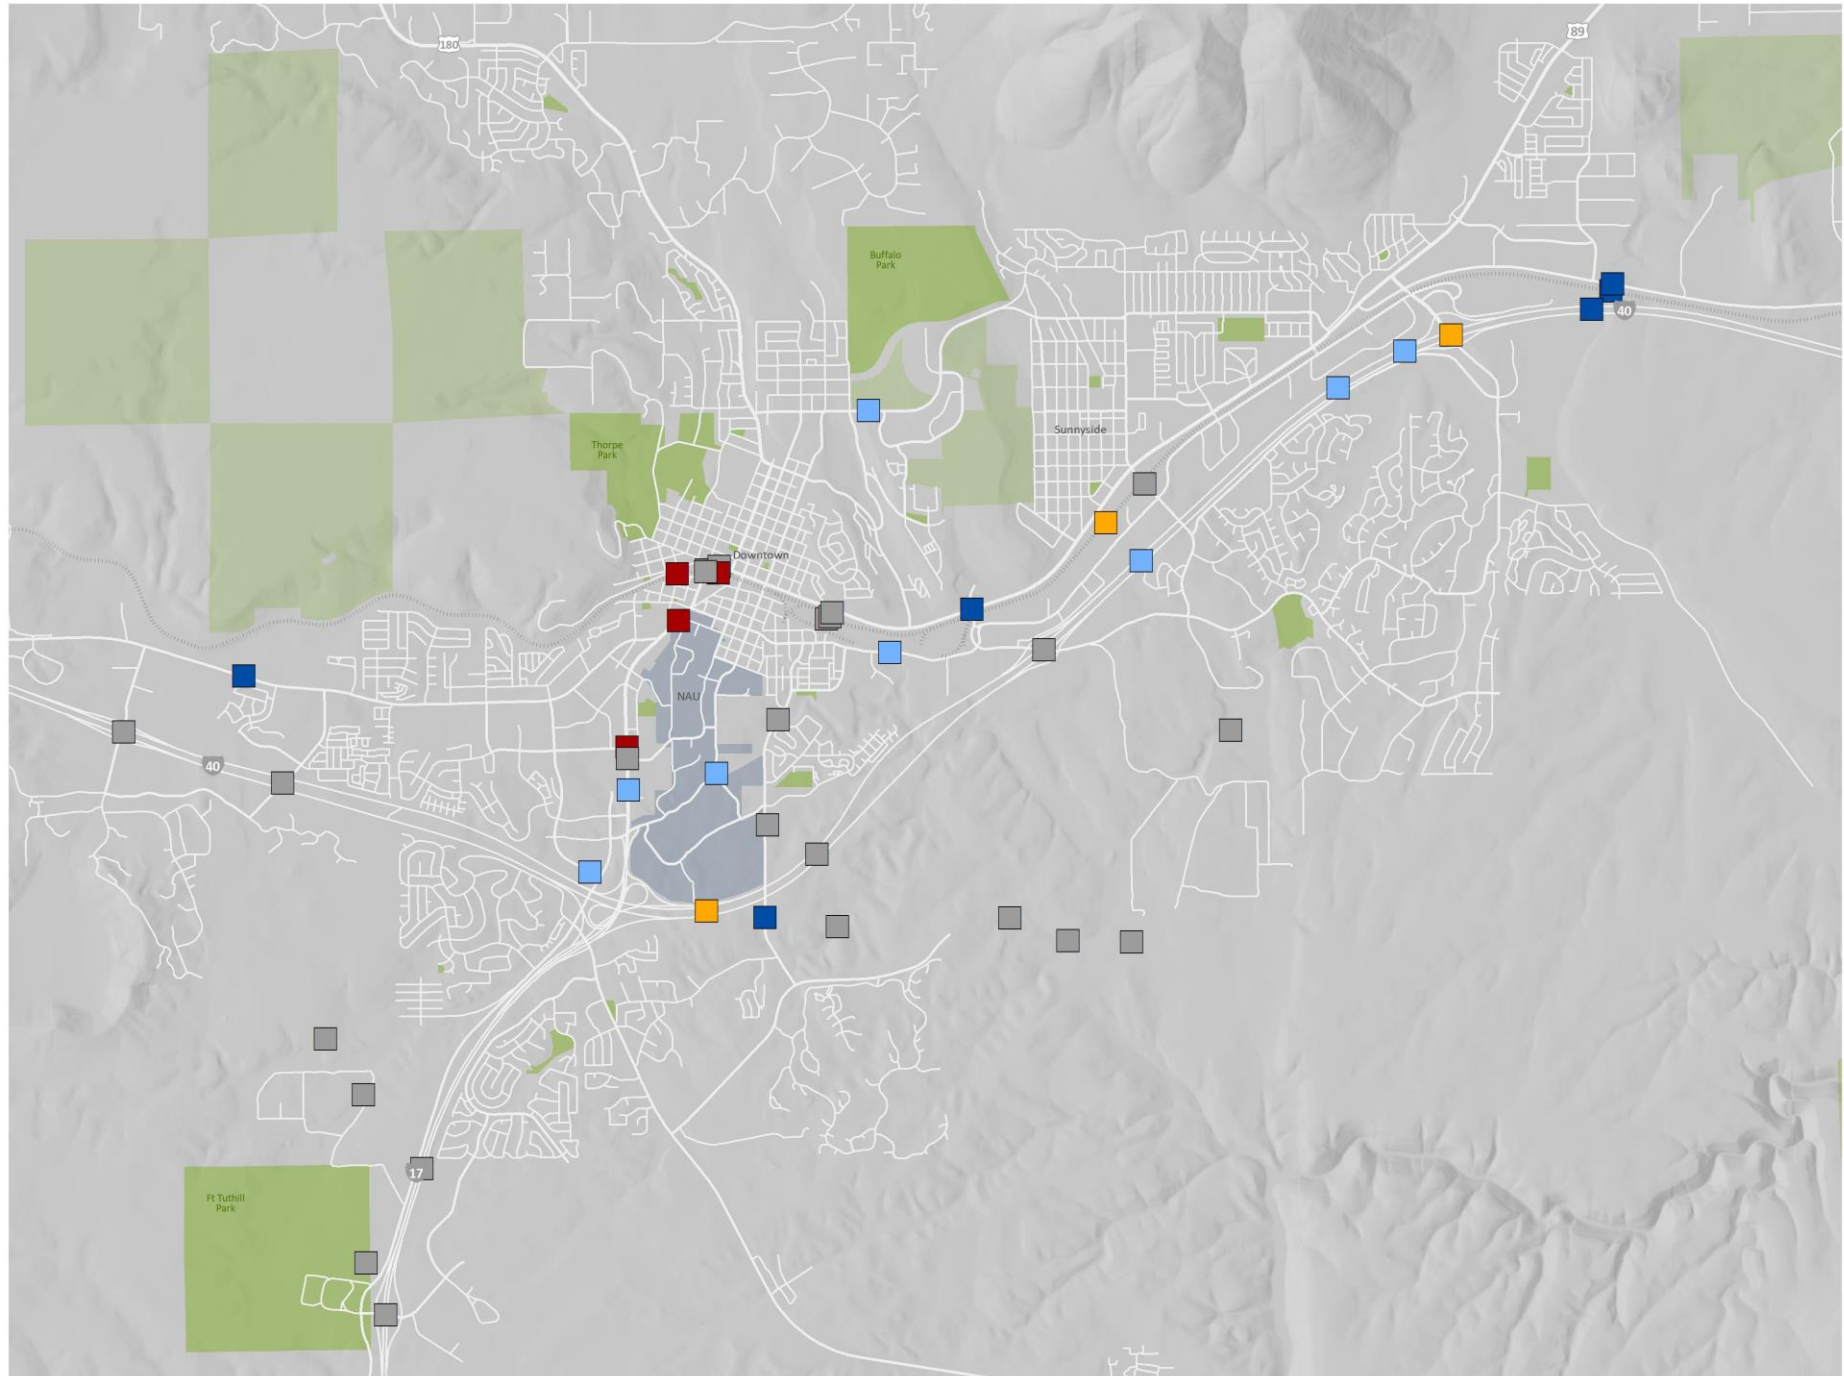 180
89
Buffalo
Park
40
Sunnyside
Thorpe
Park
Downtown
NAU
40
17
Ft Tuthill
Park